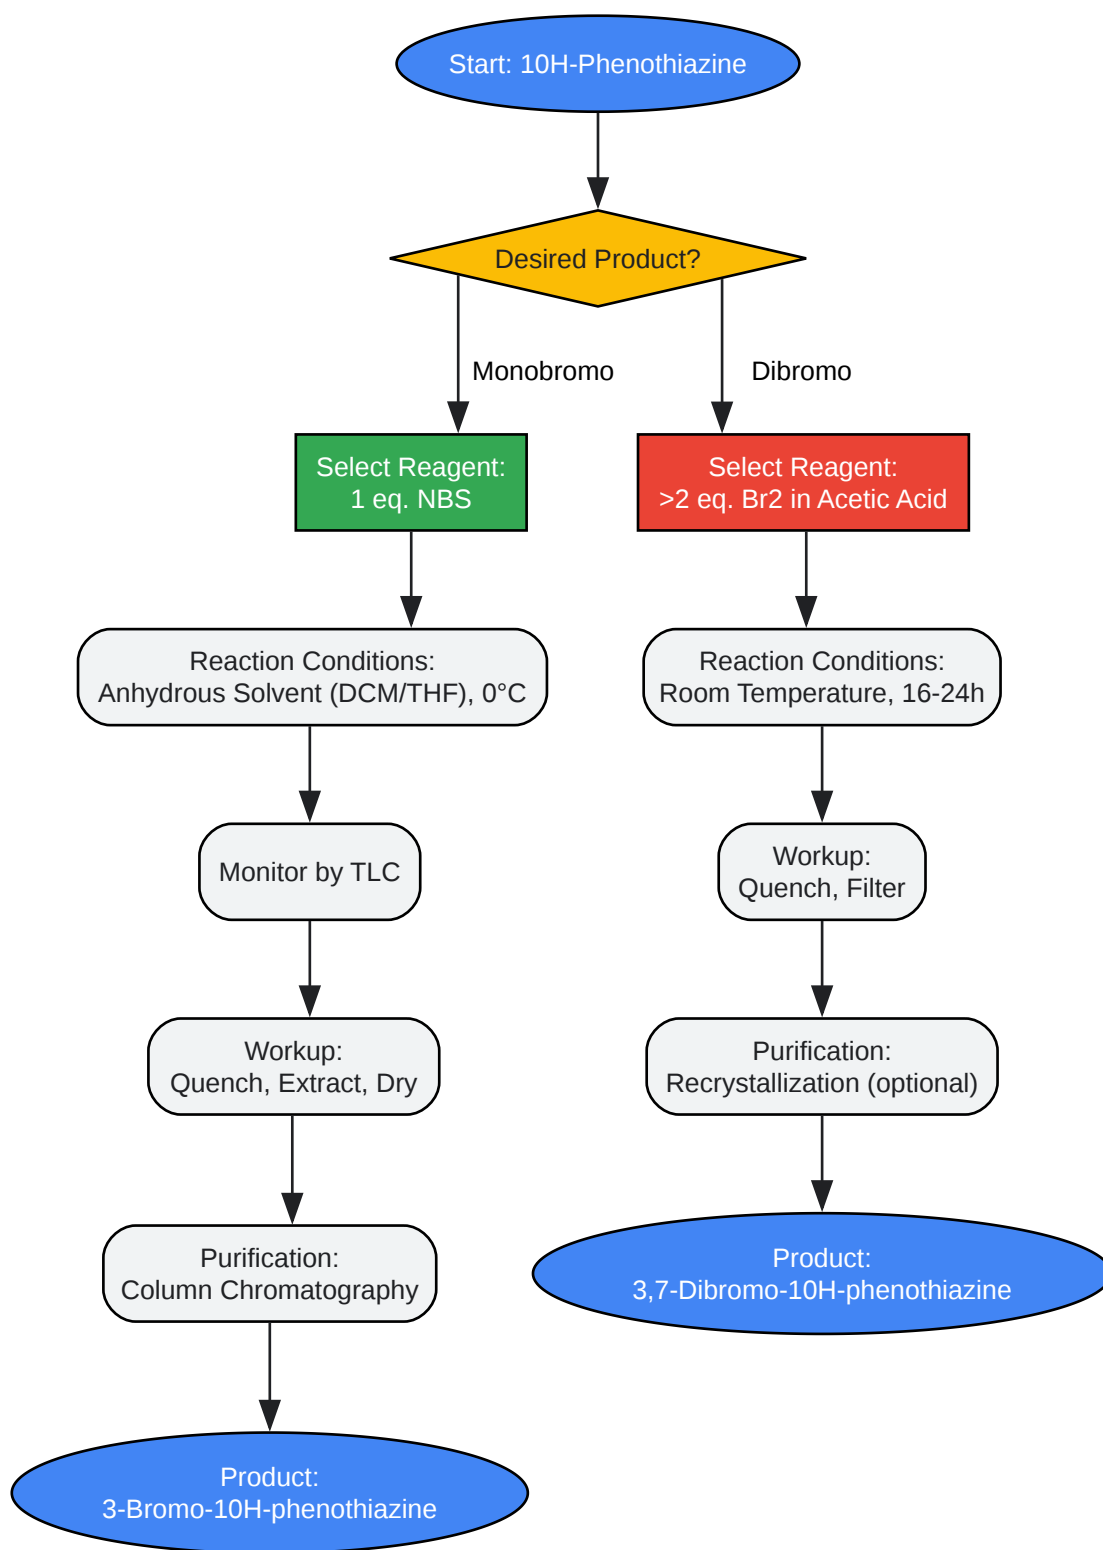 Start: 10H-Phenothiazine
Desired Product?
Monobromo
Dibromo
Select Reagent:
1 eq. NBS
Select Reagent:
>2 eq. Br2 in Acetic Acid
Reaction Conditions:
Anhydrous Solvent (DCM/THF), 0°C
Reaction Conditions:
Room Temperature, 16-24h
Monitor by TLC
Workup:
Quench, Filter
Workup:
Quench, Extract, Dry
Purification:
Recrystallization (optional)
Purification:
Column Chromatography
Product:
3,7-Dibromo-10H-phenothiazine
Product:
3-Bromo-10H-phenothiazine